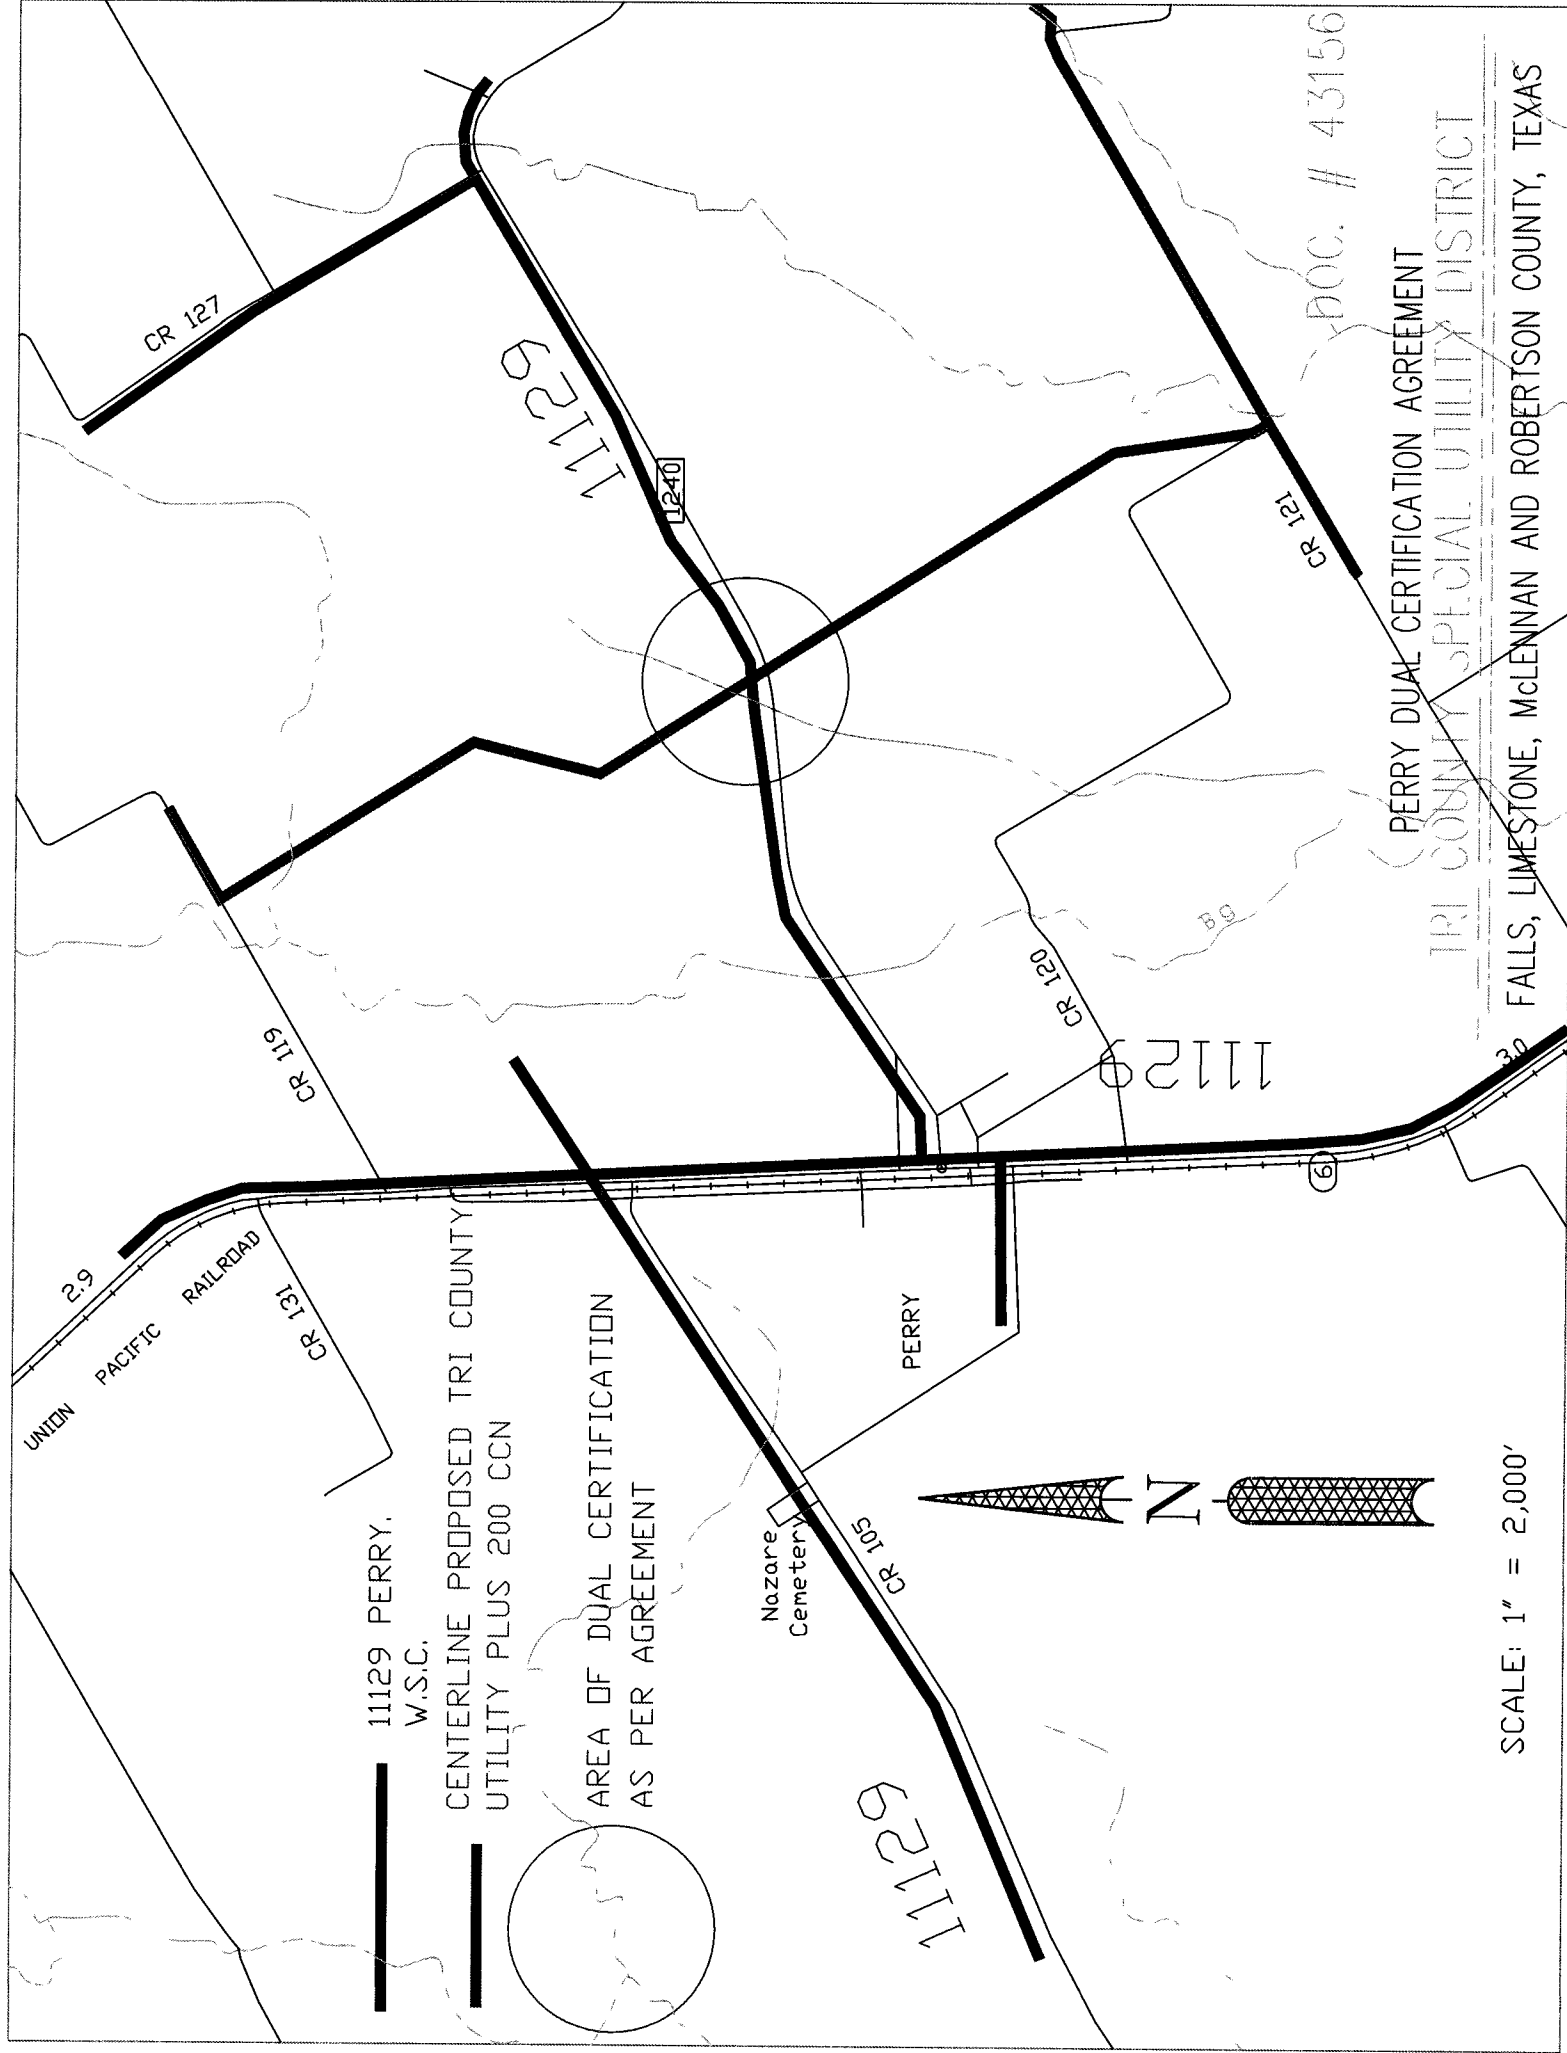 11129 PERRY.
W.S.C.
CENTERLINE PROPOSED TRI COUNTY
UTILITY PLUS 200 CCN
AREA OF DUAL CERTIFICATION
AS PER AGREEMENT
UNION PACIFIC RAILROAD
2.9
CR 131
CR 119
CR 127
11129
1240
Nazare
Cemetery
CR 105
11129
PERRY
CR 120
11129
B9
CR 121
6
3.0
N
SCALE: 1" = 2,000'
DOC. # 43156
PERRY DUAL CERTIFICATION AGREEMENT
TRI COUNTY SPECIAL UTILITY DISTRICT
FALLS, LIMESTONE, McLENNAN AND ROBERTSON COUNTY, TEXAS